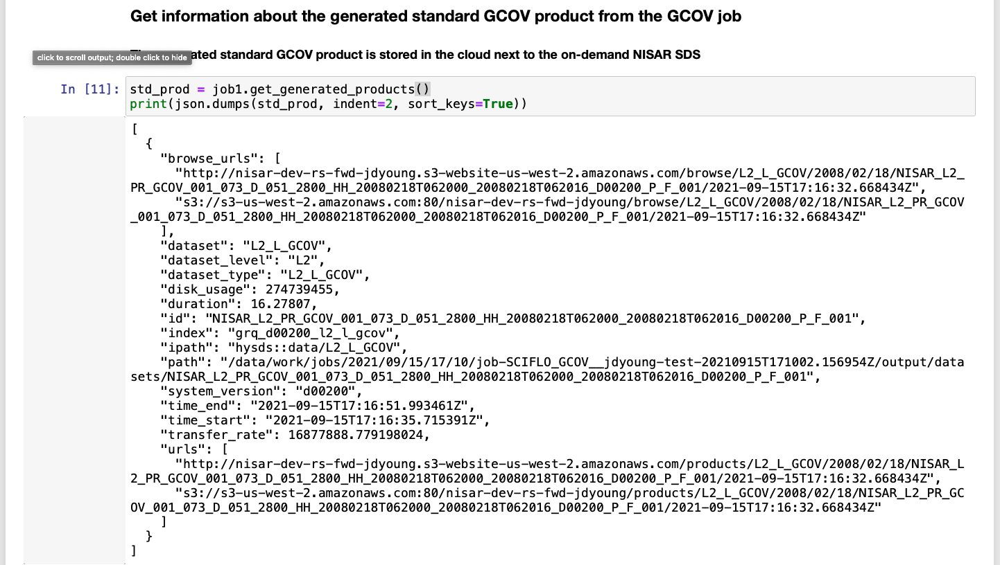 Get information about the generated standard GCOV product from the GCOV job
click to scroll output; double click to hide
ated standard GCOV product is stored in the cloud next to the on-demand NISAR SDS
In [11]: std_prod = job1.get_generated_products()
print(json.dumps(std_prod, indent=2, sort_keys=True))
[
  {
    "browse_urls": [
      "http://nisar-dev-rs-fwd-jdyoung.s3-website-us-west-2.amazonaws.com/browse/L2_L_GCOV/2008/02/18/NISAR_L2_
PR_GCOV_001_073_D_051_2800_HH_20080218T062000_20080218T062016_D00200_P_F_001/2021-09-15T17:16:32.668434Z",
      "s3://s3-us-west-2.amazonaws.com:80/nisar-dev-rs-fwd-jdyoung/browse/L2_L_GCOV/2008/02/18/NISAR_L2_PR_GCOV
_001_073_D_051_2800_HH_20080218T062000_20080218T062016_D00200_P_F_001/2021-09-15T17:16:32.668434Z"
    ],
    "dataset": "L2_L_GCOV",
    "dataset_level": "L2",
    "dataset_type": "L2_L_GCOV",
    "disk_usage": 274739455,
    "duration": 16.27807,
    "id": "NISAR_L2_PR_GCOV_001_073_D_051_2800_HH_20080218T062000_20080218T062016_D00200_P_F_001",
    "index": "grq_d00200_l2_l_gcov",
    "ipath": "hysds::data/L2_L_GCOV",
    "path": "/data/work/jobs/2021/09/15/17/10/job-SCIFLO_GCOV__jdyoung-test-20210915T171002.156954Z/output/data
sets/NISAR_L2_PR_GCOV_001_073_D_051_2800_HH_20080218T062000_20080218T062016_D00200_P_F_001",
    "system_version": "d00200",
    "time_end": "2021-09-15T17:16:51.993461Z",
    "time_start": "2021-09-15T17:16:35.715391Z",
    "transfer_rate": 16877888.779198024,
    "urls": [
      "http://nisar-dev-rs-fwd-jdyoung.s3-website-us-west-2.amazonaws.com/products/L2_L_GCOV/2008/02/18/NISAR_L
2_PR_GCOV_001_073_D_051_2800_HH_20080218T062000_20080218T062016_D00200_P_F_001/2021-09-15T17:16:32.668434Z",
      "s3://s3-us-west-2.amazonaws.com:80/nisar-dev-rs-fwd-jdyoung/products/L2_L_GCOV/2008/02/18/NISAR_L2_PR_GC
OV_001_073_D_051_2800_HH_20080218T062000_20080218T062016_D00200_P_F_001/2021-09-15T17:16:32.668434Z"
    ]
  }
]